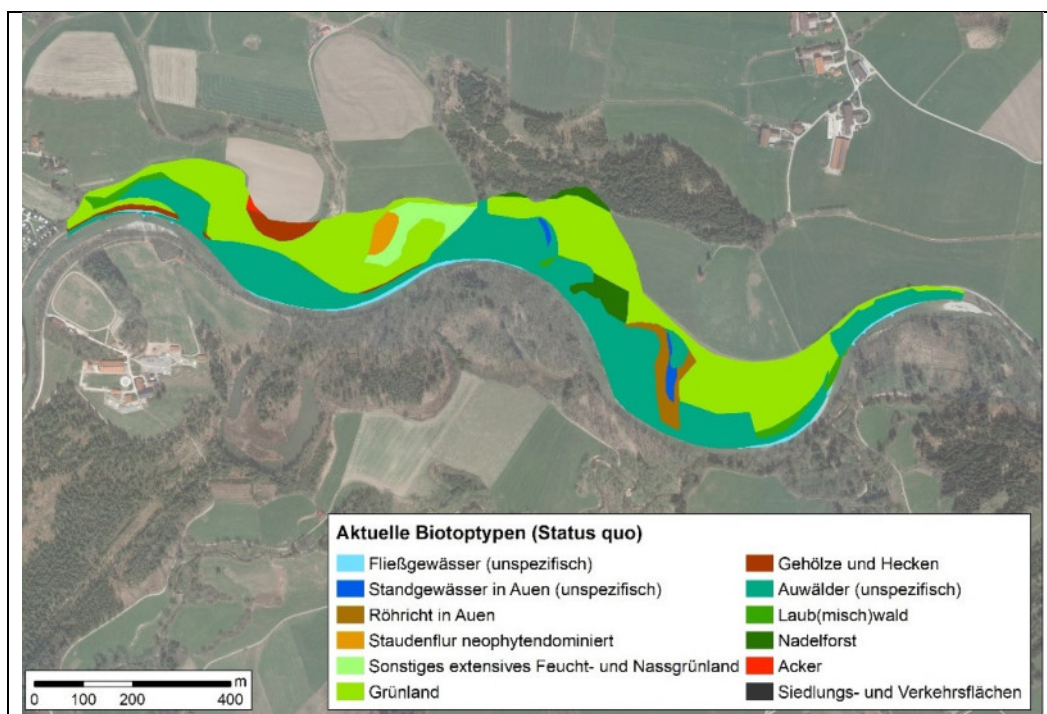 Aktuelle Biotoptypen (Status quo)
Fließgewässer (unspezifisch)
Standgewässer in Auen (unspezifisch)
Röhricht in Auen
Staudenflur neophytendominiert
Sonstiges extensives Feucht- und Nassgrünland
Grünland
Gehölze und Hecken
Auwälder (unspezifisch)
Laub(misch)wald
Nadelforst
Acker
Siedlungs- und Verkehrsflächen
m
0 100 200 400